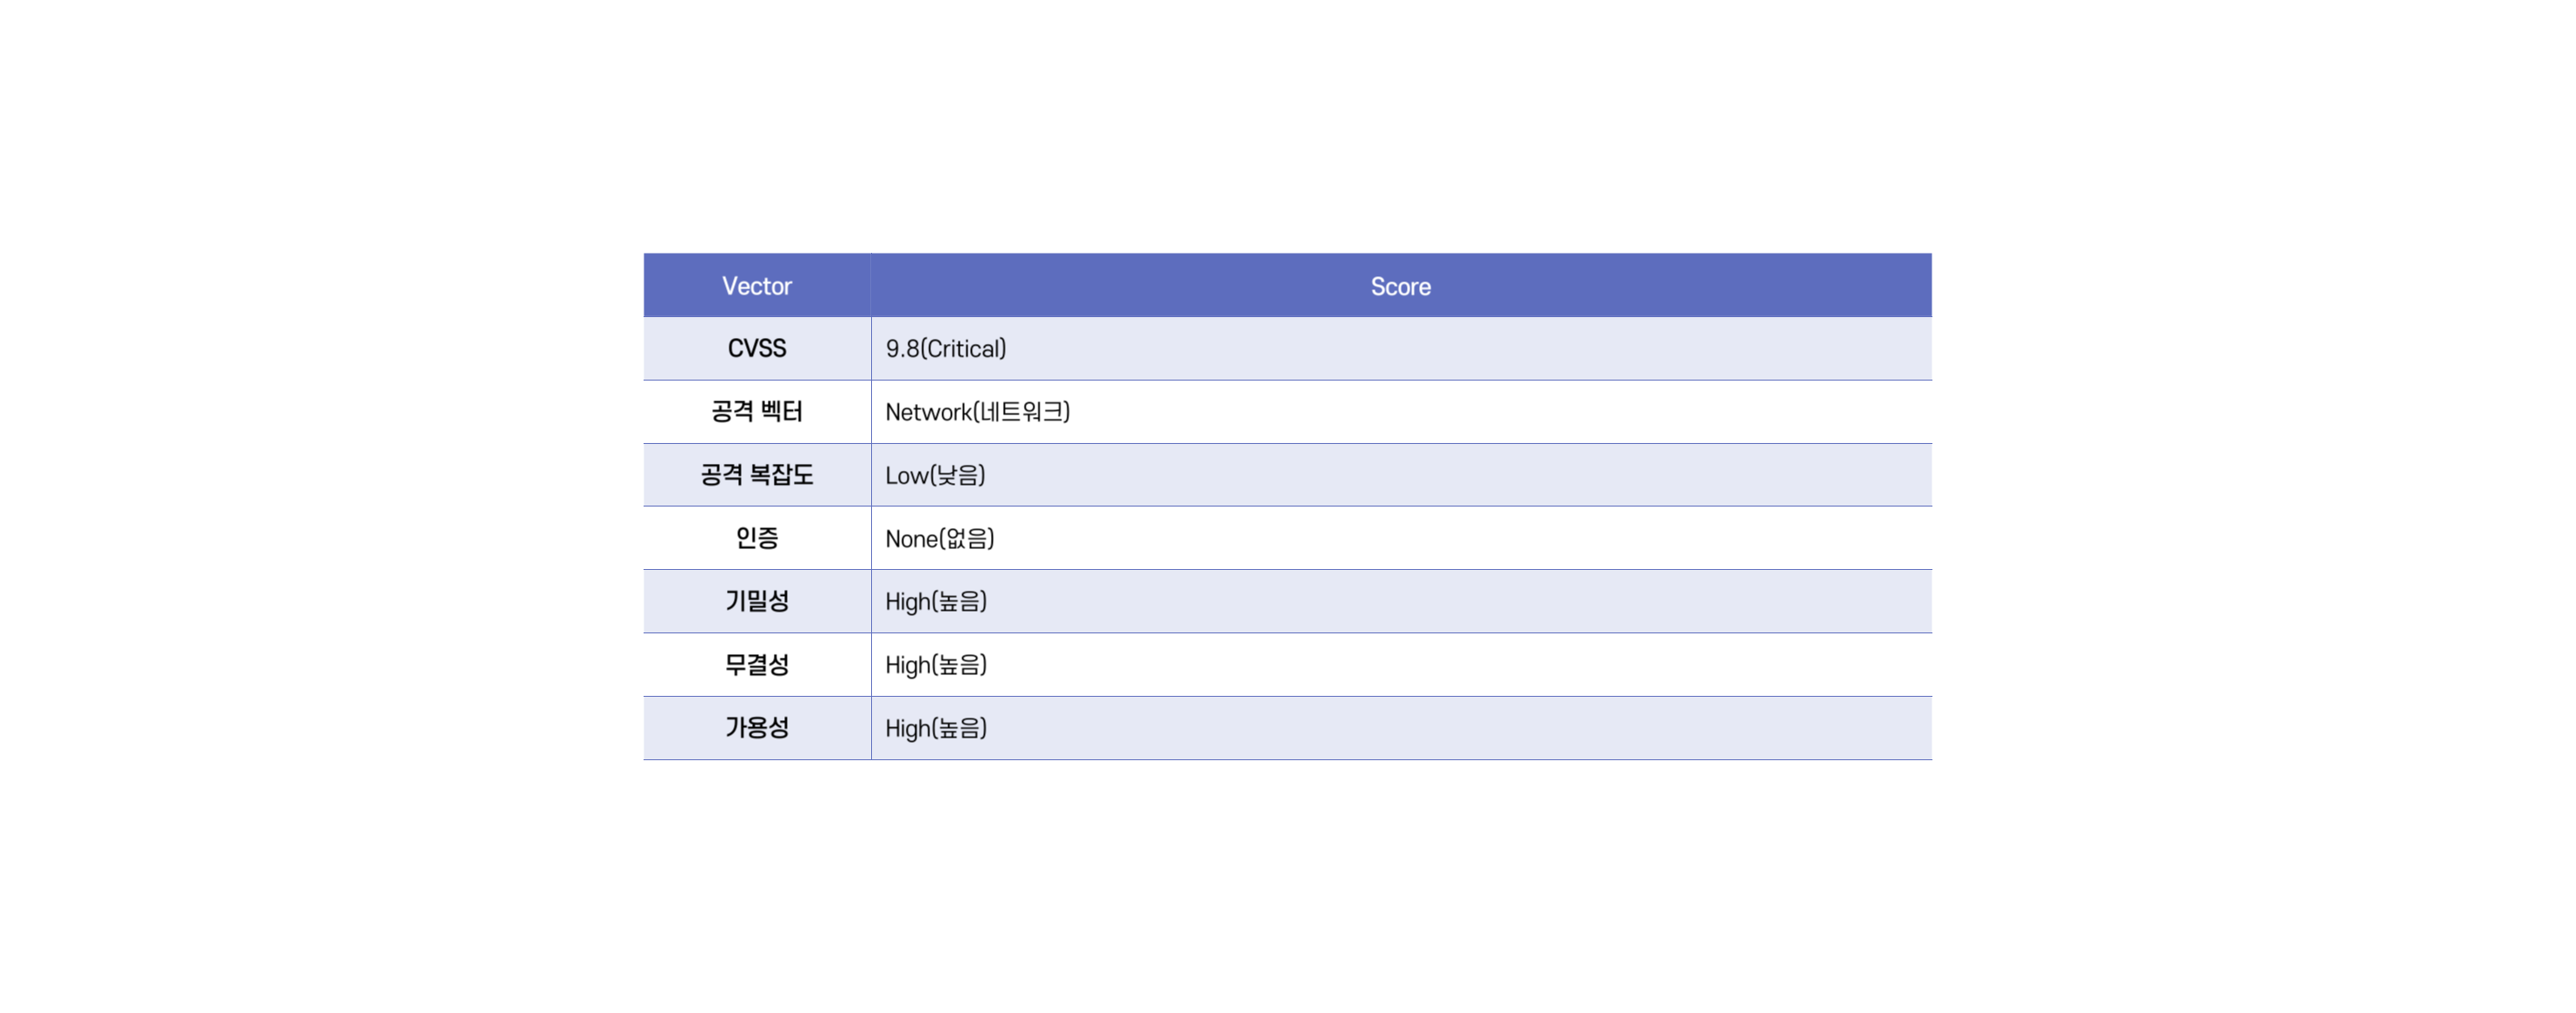 Vector Score
CVSS 9.8(Critical)
공격 벡터 Network(네트워크)
공격 복잡도 Low(낮음)
인증 None(없음)
기밀성 High(높음)
무결성 High(높음)
가용성 High(높음)